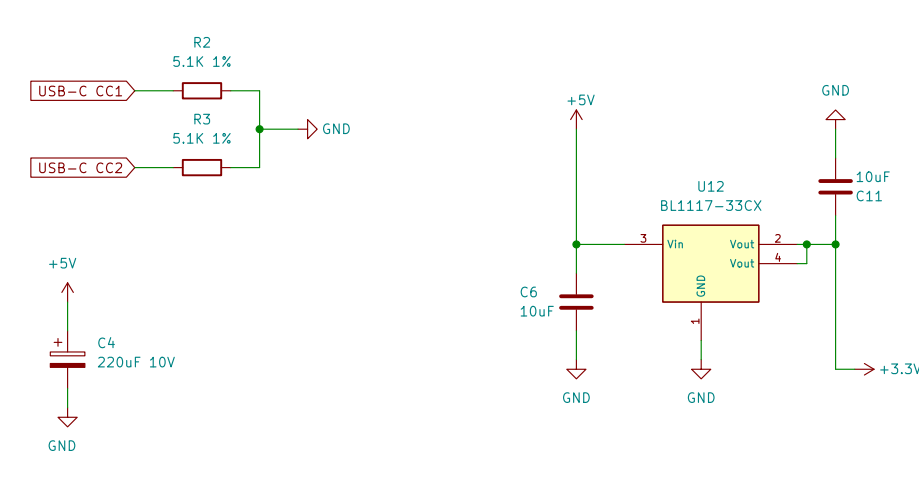 R2
5.1K 1%
USB-C CC1
R3
5.1K 1%
USB-C CC2
GND
+5V
+
C4
220uF 10V
GND
+5V
C6
10uF
GND
U12
BL1117-33CX
3
Vin
Vout
2
Vout
4
GND
1
GND
GND
10uF
C11
+3.3V